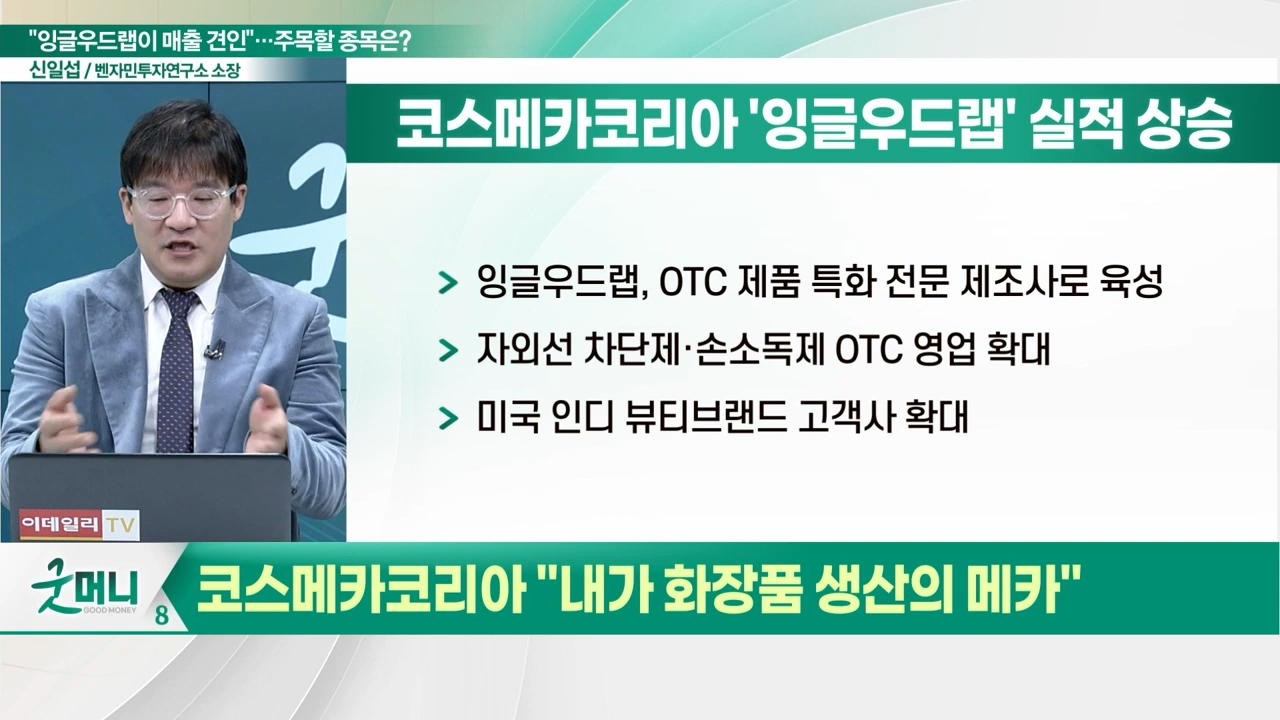 "잉글우드랩이 매출 견인"…주목할 종목은?
신일섭 / 벤자민투자연구소 소장
코스메카코리아 '잉글우드랩' 실적 상승
> 잉글우드랩, OTC 제품 특화 전문 제조사로 육성
> 자외선 차단제·손소독제 OTC 영업 확대
> 미국 인디 뷰티브랜드 고객사 확대
이데일리 TV
굿머니
GOOD MONEY
8
코스메카코리아 "내가 화장품 생산의 메카"